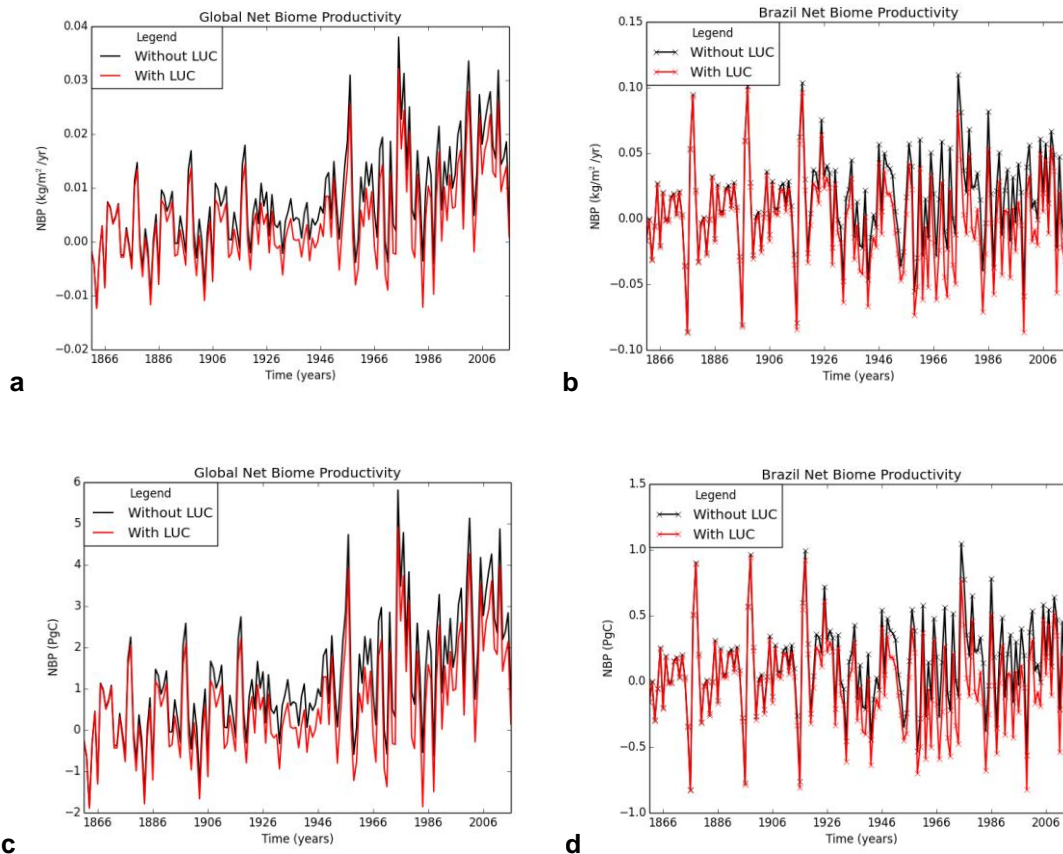 Global Net Biome Productivity
Legend
Without LUC
With LUC
NBP (kg/m² /yr)
0.04
0.03
0.02
0.01
0.00
−0.01
−0.02
1866 1886 1906 1926 1946 1966 1986 2006
Time (years)
a
Brazil Net Biome Productivity
Legend
Without LUC
With LUC
NBP (kg/m² /yr)
0.15
0.10
0.05
0.00
−0.05
−0.10
1866 1886 1906 1926 1946 1966 1986 2006
Time (years)
b
Global Net Biome Productivity
Legend
Without LUC
With LUC
NBP (PgC)
6
5
4
3
2
1
0
−1
−2
1866 1886 1906 1926 1946 1966 1986 2006
Time (years)
c
Brazil Net Biome Productivity
Legend
Without LUC
With LUC
NBP (PgC)
1.5
1.0
0.5
0.0
−0.5
−1.0
1866 1886 1906 1926 1946 1966 1986 2006
Time (years)
d